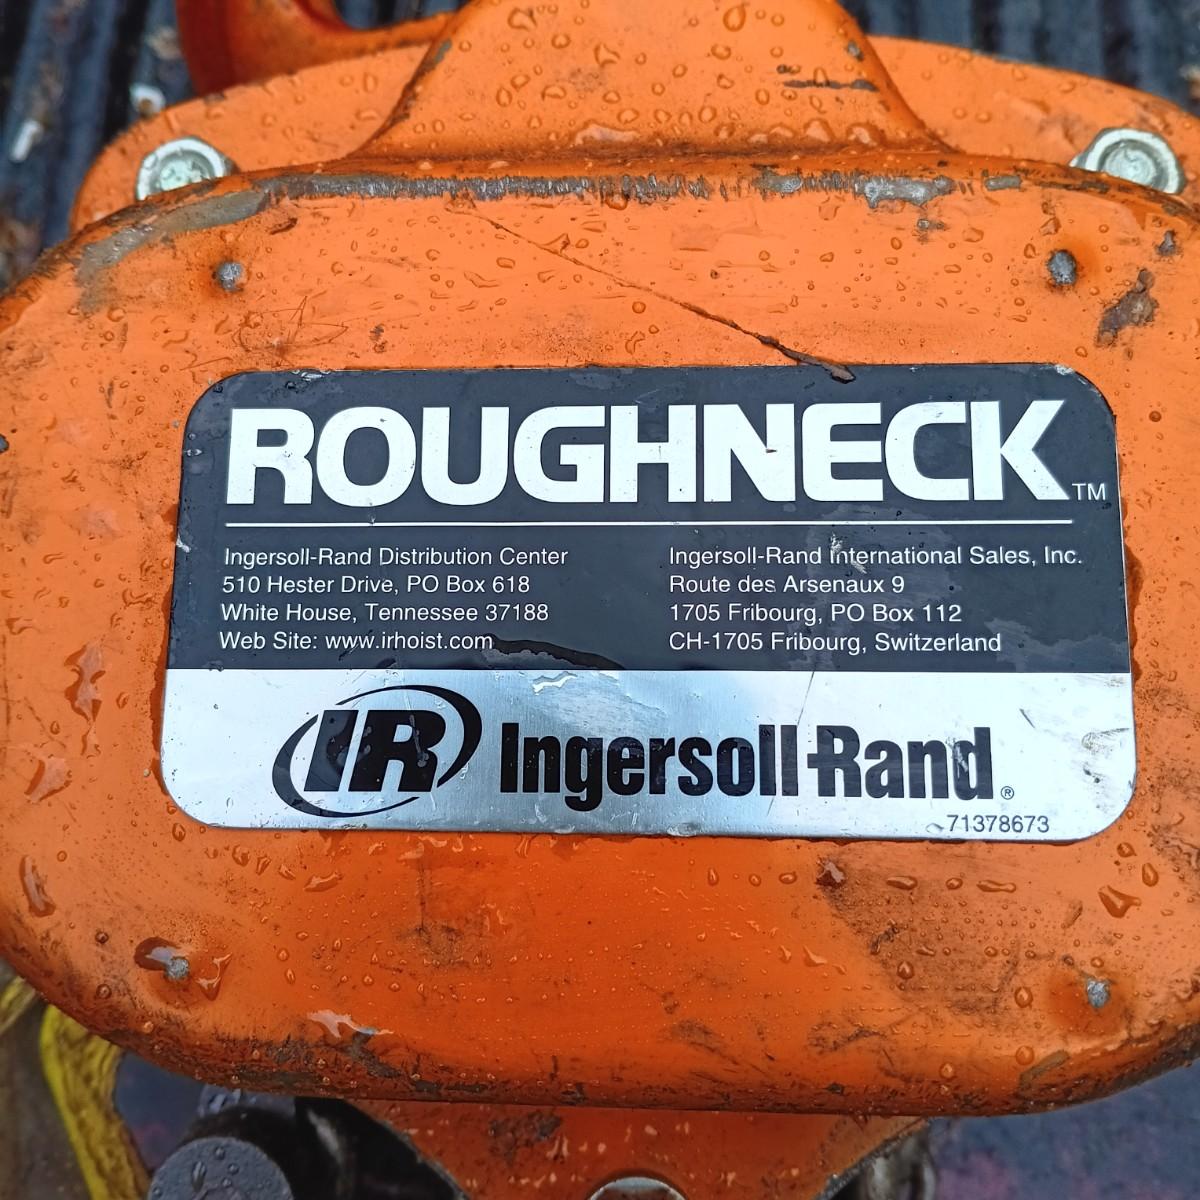 ROUGHNECK™
Ingersoll-Rand Distribution Center
510 Hester Drive, PO Box 618
White House, Tennessee 37188
Web Site: www.irhoist.com
Ingersoll-Rand International Sales, Inc.
Route des Arsenaux 9
1705 Fribourg, PO Box 112
CH-1705 Fribourg, Switzerland
IR Ingersoll-Rand®
71378673